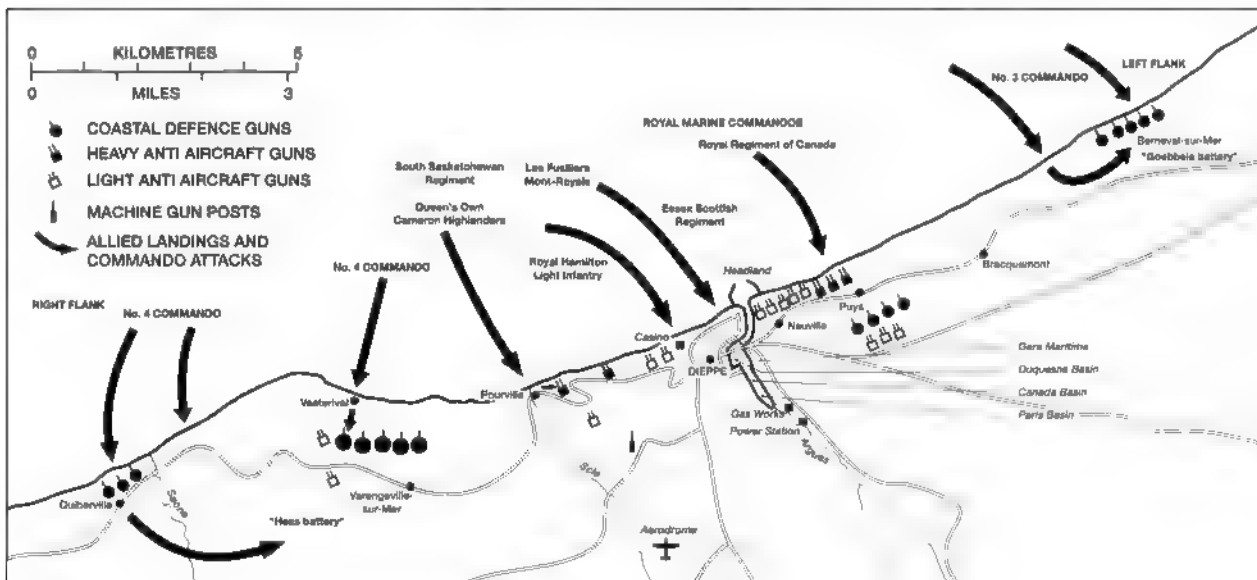 0 KILOMETRES 5
0 MILES 3
COASTAL DEFENCE GUNS
HEAVY ANTI AIRCRAFT GUNS
LIGHT ANTI AIRCRAFT GUNS
MACHINE GUN POSTS
ALLIED LANDINGS AND
COMMANDO ATTACKS
RIGHT FLANK
No. 4 COMMANDO
No. 4 COMMANDO
South Saskatchewan
Regiment
Queen's Own
Cameron Highlanders
Les Fusiliers
Mont-Royals
Royal Hamilton
Light Infantry
Essex Scottish
Regiment
ROYAL MARINE COMMANDOS
Royal Regiment of Canada
No. 3 COMMANDO
LEFT FLANK
Berneval-sur-Mer
"Goebbels battery"
Bracquemont
Headland
Puys
Neuville
Casino
DIEPPE
Pourville
Vasterival
Quiberville
Saone
Varengeville-
sur-Mer
"Hess battery"
Scie
Aerodrome
Gas Works
Power Station
Gare Maritime
Duquesne Basin
Canada Basin
Paris Basin